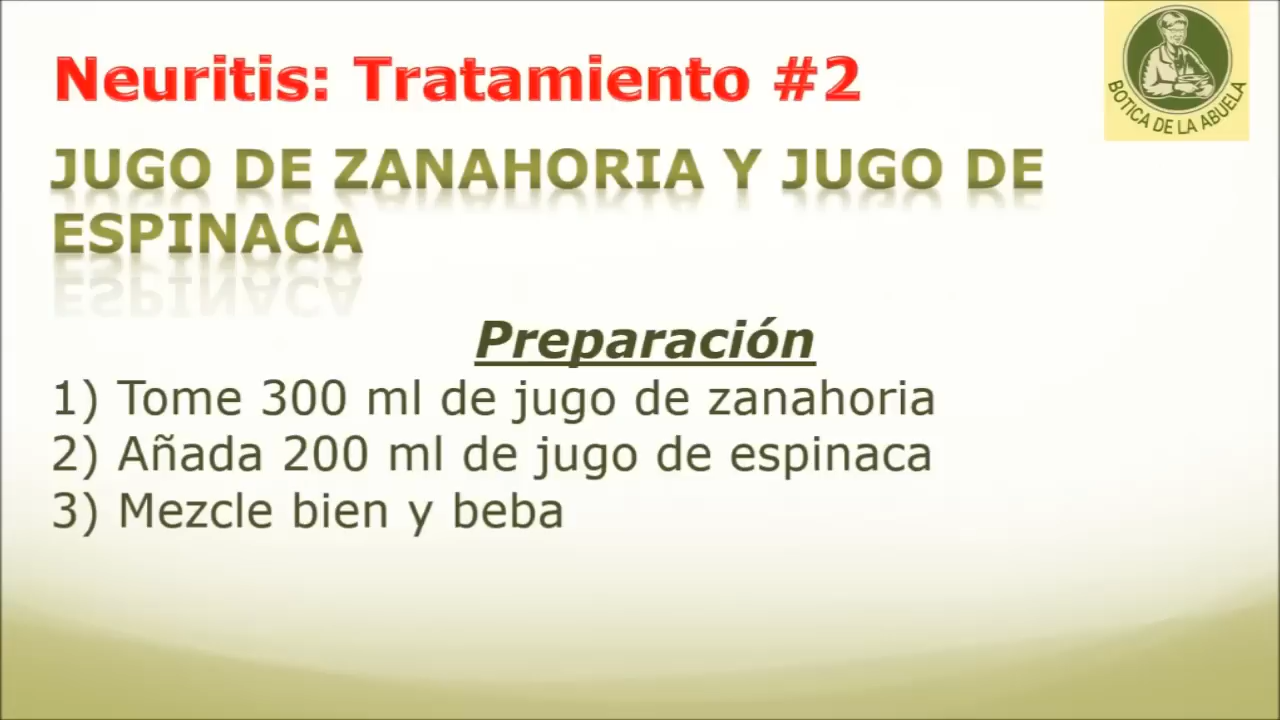 Neuritis: Tratamiento #2
BOTICA DE LA ABUELA
JUGO DE ZANAHORIA Y JUGO DE
ESPINACA
Preparación
1) Tome 300 ml de jugo de zanahoria
2) Añada 200 ml de jugo de espinaca
3) Mezcle bien y beba